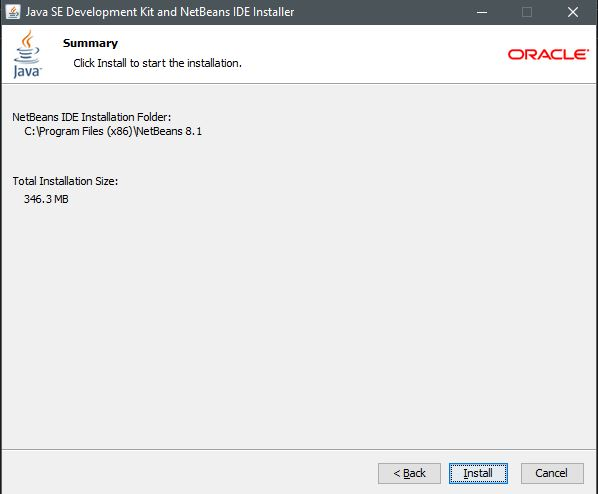 Java SE Development Kit and NetBeans IDE Installer
Summary
Click Install to start the installation.
Java™
ORACLE®
NetBeans IDE Installation Folder:
C:\Program Files (x86)\NetBeans 8.1
Total Installation Size:
346.3 MB
< Back
Install
Cancel